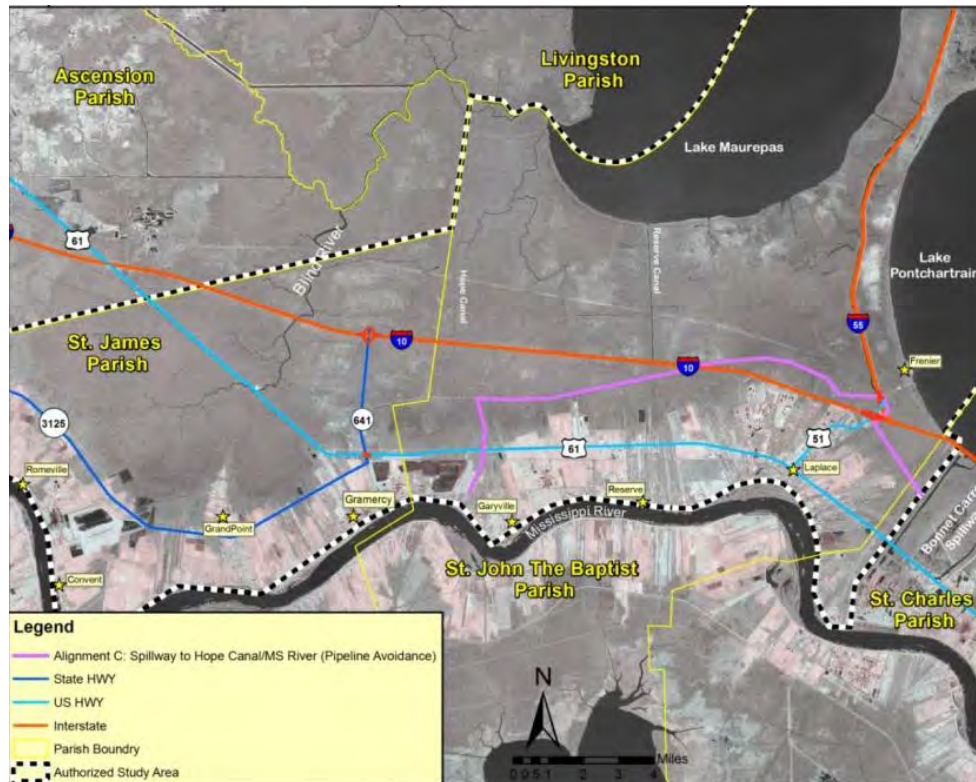 Ascension
Parish
Livingston
Parish
Lake Maurepas
61
Blind River
Hope Canal
Reserve Canal
Lake
Pontchartrain
St. James
Parish
10
10
55
Frenier
3125
641
61
51
Romeville
Laplace
GrandPoint
Gramercy
Garyville
Reserve
Mississippi River
Convent
St. John The Baptist
Parish
Bonnet Car
Spillw
St. Charles
Parish
Legend
Alignment C: Spillway to Hope Canal/MS River (Pipeline Avoidance)
State HWY
US HWY
Interstate
Parish Boundry
Authorized Study Area
N
Miles
0 0.5 1 2 3 4